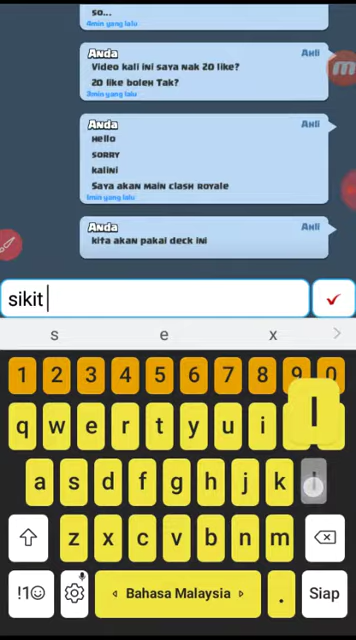 so...
4min yang lalu
Anda Ahli
Video kali ini saya nak 20 like?
20 like boleh Tak?
3min yang lalu
Anda Ahli
Hello
SORRY
kalini
Saya akan Main clash Royale
1min yang lalu
Anda Ahli
kita akan pakai deck ini
sikit
s e x
1 2 3 4 5 6 7 8 9 0
q w e r t y u i l
a s d f g h j k l
z x c v b n m
!1☺ Bahasa Malaysia . Siap